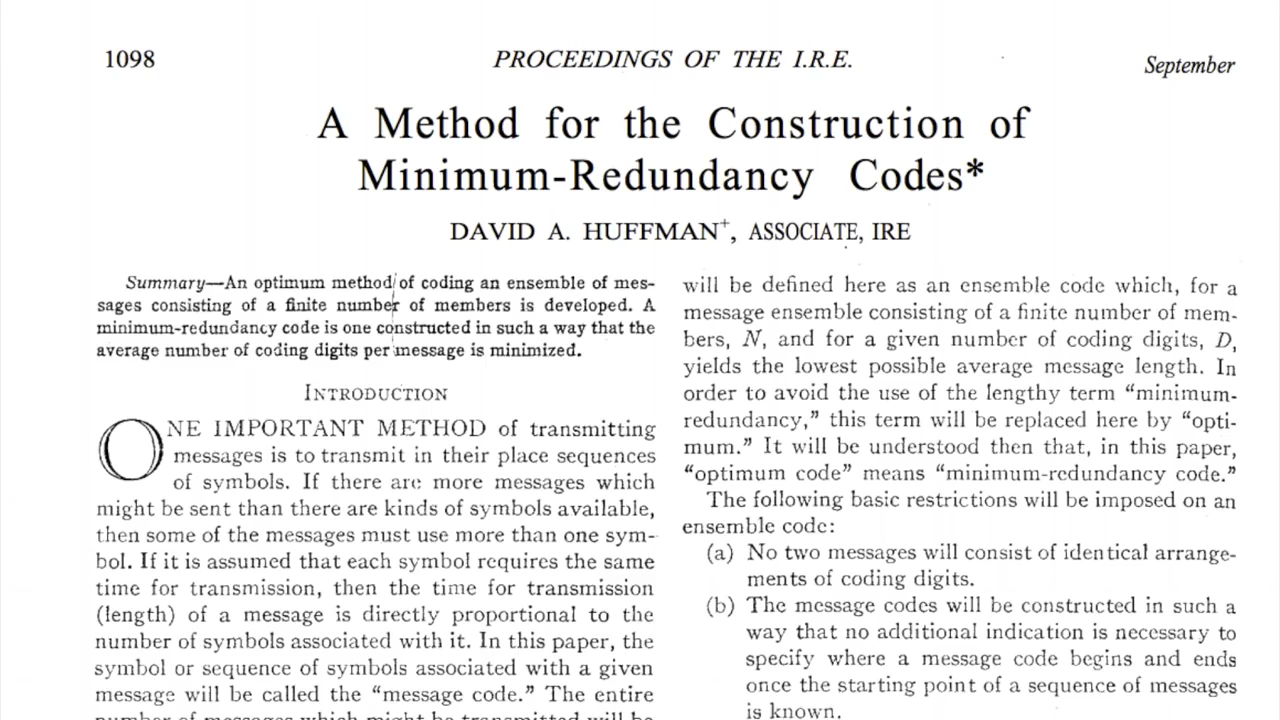 1098
PROCEEDINGS OF THE I.R.E.
September
A Method for the Construction of
Minimum-Redundancy Codes*
DAVID A. HUFFMAN+, ASSOCIATE, IRE
Summary—An optimum method of coding an ensemble of mes-
sages consisting of a finite number of members is developed. A
minimum-redundancy code is one constructed in such a way that the
average number of coding digits per message is minimized.
INTRODUCTION
ONE IMPORTANT METHOD of transmitting
messages is to transmit in their place sequences
of symbols. If there are more messages which
might be sent than there are kinds of symbols available,
then some of the messages must use more than one sym-
bol. If it is assumed that each symbol requires the same
time for transmission, then the time for transmission
(length) of a message is directly proportional to the
number of symbols associated with it. In this paper, the
symbol or sequence of symbols associated with a given
message will be called the “message code.” The entire
number of messages which might be transmitted will be
will be defined here as an ensemble code which, for a
message ensemble consisting of a finite number of mem-
bers, N, and for a given number of coding digits, D,
yields the lowest possible average message length. In
order to avoid the use of the lengthy term “minimum-
redundancy,” this term will be replaced here by “opti-
mum.” It will be understood then that, in this paper,
“optimum code” means “minimum-redundancy code.”
The following basic restrictions will be imposed on an
ensemble code:
(a) No two messages will consist of identical arrange-
ments of coding digits.
(b) The message codes will be constructed in such a
way that no additional indication is necessary to
specify where a message code begins and ends
once the starting point of a sequence of messages
is known.